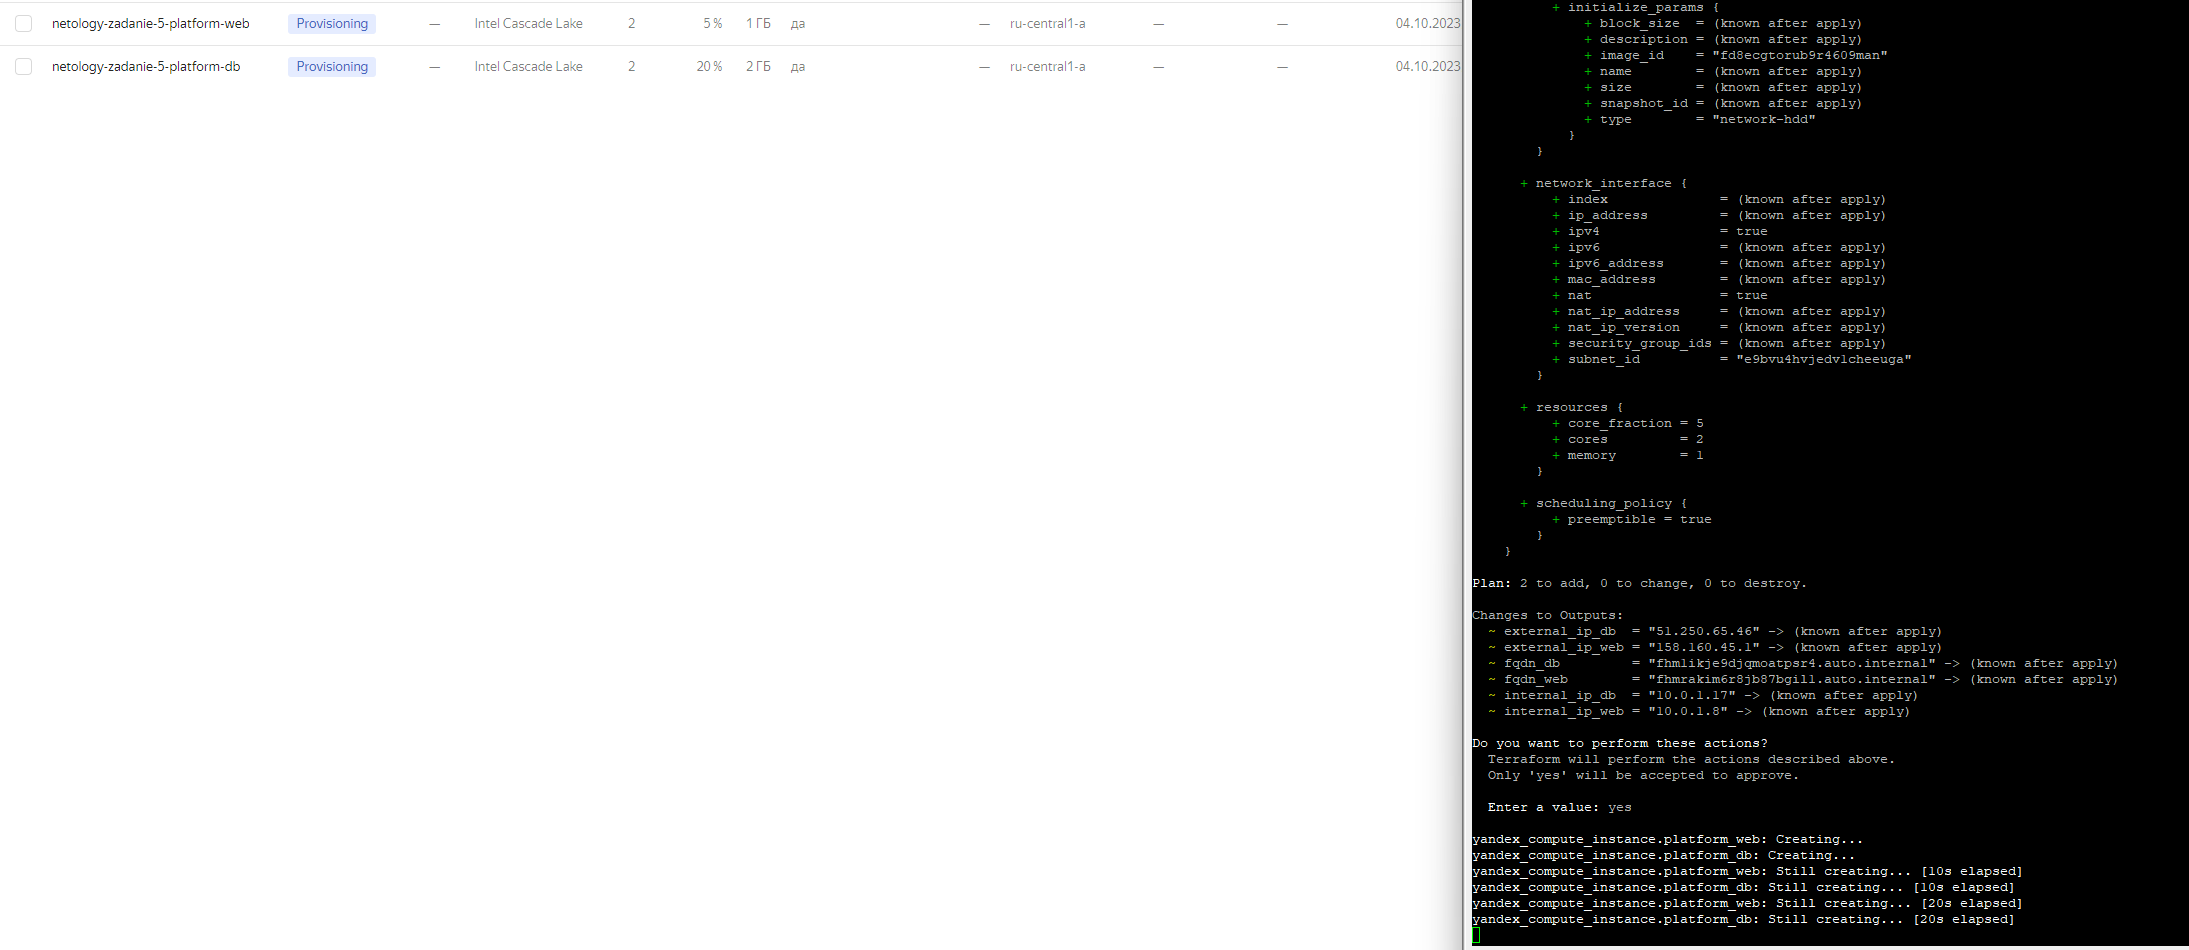 netology-zadanie-5-platform-web Provisioning — Intel Cascade Lake 2 5 % 1 ГБ да — ru-central1-a — — 04.10.2023
netology-zadanie-5-platform-db Provisioning — Intel Cascade Lake 2 20 % 2 ГБ да — ru-central1-a — — 04.10.2023
+ initialize_params {
+ block_size = (known after apply)
+ description = (known after apply)
+ image_id = "fd8ecgtorub9r4609man"
+ name = (known after apply)
+ size = (known after apply)
+ snapshot_id = (known after apply)
+ type = "network-hdd"
}
}
+ network_interface {
+ index = (known after apply)
+ ip_address = (known after apply)
+ ipv4 = true
+ ipv6 = (known after apply)
+ ipv6_address = (known after apply)
+ mac_address = (known after apply)
+ nat = true
+ nat_ip_address = (known after apply)
+ nat_ip_version = (known after apply)
+ security_group_ids = (known after apply)
+ subnet_id = "e9bvu4hvjedvlcheeuga"
}
+ resources {
+ core_fraction = 5
+ cores = 2
+ memory = 1
}
+ scheduling_policy {
+ preemptible = true
}
}
Plan: 2 to add, 0 to change, 0 to destroy.
Changes to Outputs:
~ external_ip_db = "51.250.65.46" -> (known after apply)
~ external_ip_web = "158.160.45.1" -> (known after apply)
~ fqdn_db = "fhmlikje9djqmoatpsr4.auto.internal" -> (known after apply)
~ fqdn_web = "fhmrakim6r8jb87bgill.auto.internal" -> (known after apply)
~ internal_ip_db = "10.0.1.17" -> (known after apply)
~ internal_ip_web = "10.0.1.8" -> (known after apply)
Do you want to perform these actions?
Terraform will perform the actions described above.
Only 'yes' will be accepted to approve.
Enter a value: yes
yandex_compute_instance.platform_web: Creating...
yandex_compute_instance.platform_db: Creating...
yandex_compute_instance.platform_web: Still creating... [10s elapsed]
yandex_compute_instance.platform_db: Still creating... [10s elapsed]
yandex_compute_instance.platform_web: Still creating... [20s elapsed]
yandex_compute_instance.platform_db: Still creating... [20s elapsed]